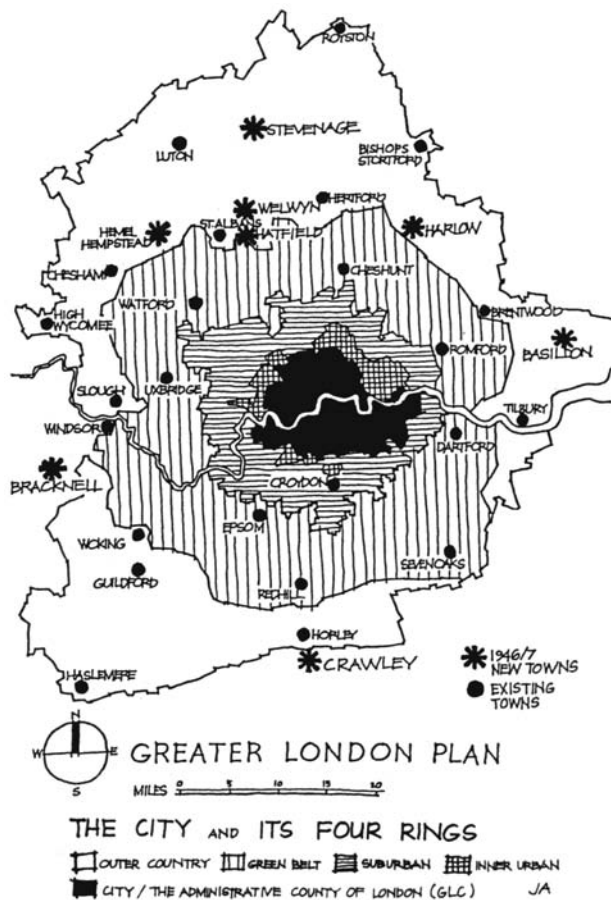 ROYSTON
STEVENAGE
LUTON
BISHOPS
STORTFORD
HERTFORD
WELWYN
ST. ALBANS
HATFIELD
HEMEL
HEMPSTEAD
HARLOW
CHESHAM
CHESHUNT
WATFORD
BRENTWOOD
HIGH
WYCOMEE
ROMFORD
BASILDON
UXBRIDGE
SLOUGH
TILBURY
WINDSOR
DARTFORD
BRACKNELL
CROYDON
EPSOM
WOKING
SEVENOAKS
GUILDFORD
REDHILL
HORLEY
CRAWLEY
1946/7
NEW TOWNS
HASLEMEPE
EXISTING
TOWNS
N
W E
S
GREATER LONDON PLAN
MILES 0 5 10 15 20
THE CITY AND ITS FOUR RINGS
OUTER COUNTRY GREEN BELT SUBURBAN INNER URBAN
CITY / THE ADMINISTRATIVE COUNTY OF LONDON (GLC) JA